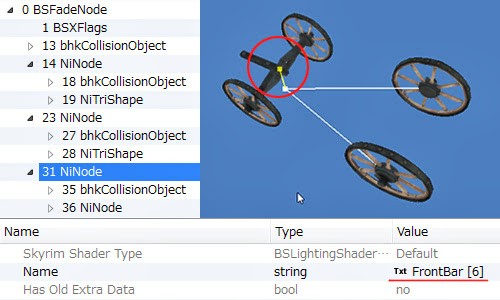 0 BSFadeNode
1 BSXFlags
13 bhkCollisionObject
14 NiNode
18 bhkCollisionObject
19 NiTriShape
23 NiNode
27 bhkCollisionObject
28 NiTriShape
31 NiNode
35 bhkCollisionObject
36 NiNode
Name Type Value
Skyrim Shader Type BSLightingShader··· Default
Name string Txt FrontBar [6]
Has Old Extra Data bool no